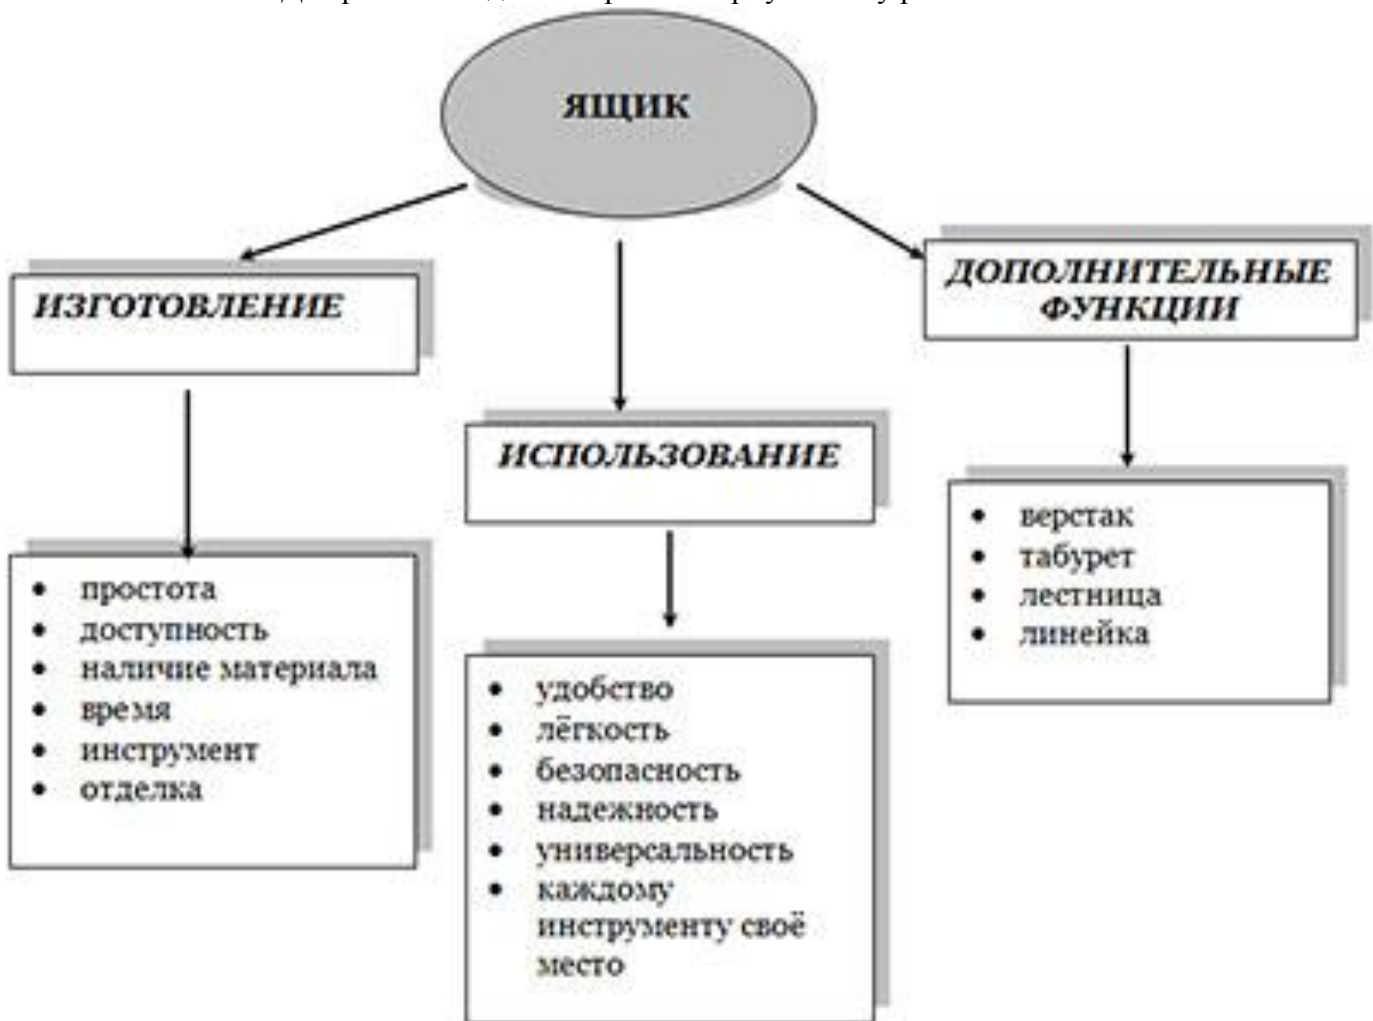 ЯЩИК
ИЗГОТОВЛЕНИЕ
• простота
• доступность
• наличие материала
• время
• инструмент
• отделка
ИСПОЛЬЗОВАНИЕ
• удобство
• лёгкость
• безопасность
• надежность
• универсальность
• каждому
инструменту своё
место
ДОПОЛНИТЕЛЬНЫЕ
ФУНКЦИИ
• верстак
• табурет
• лестница
• линейка